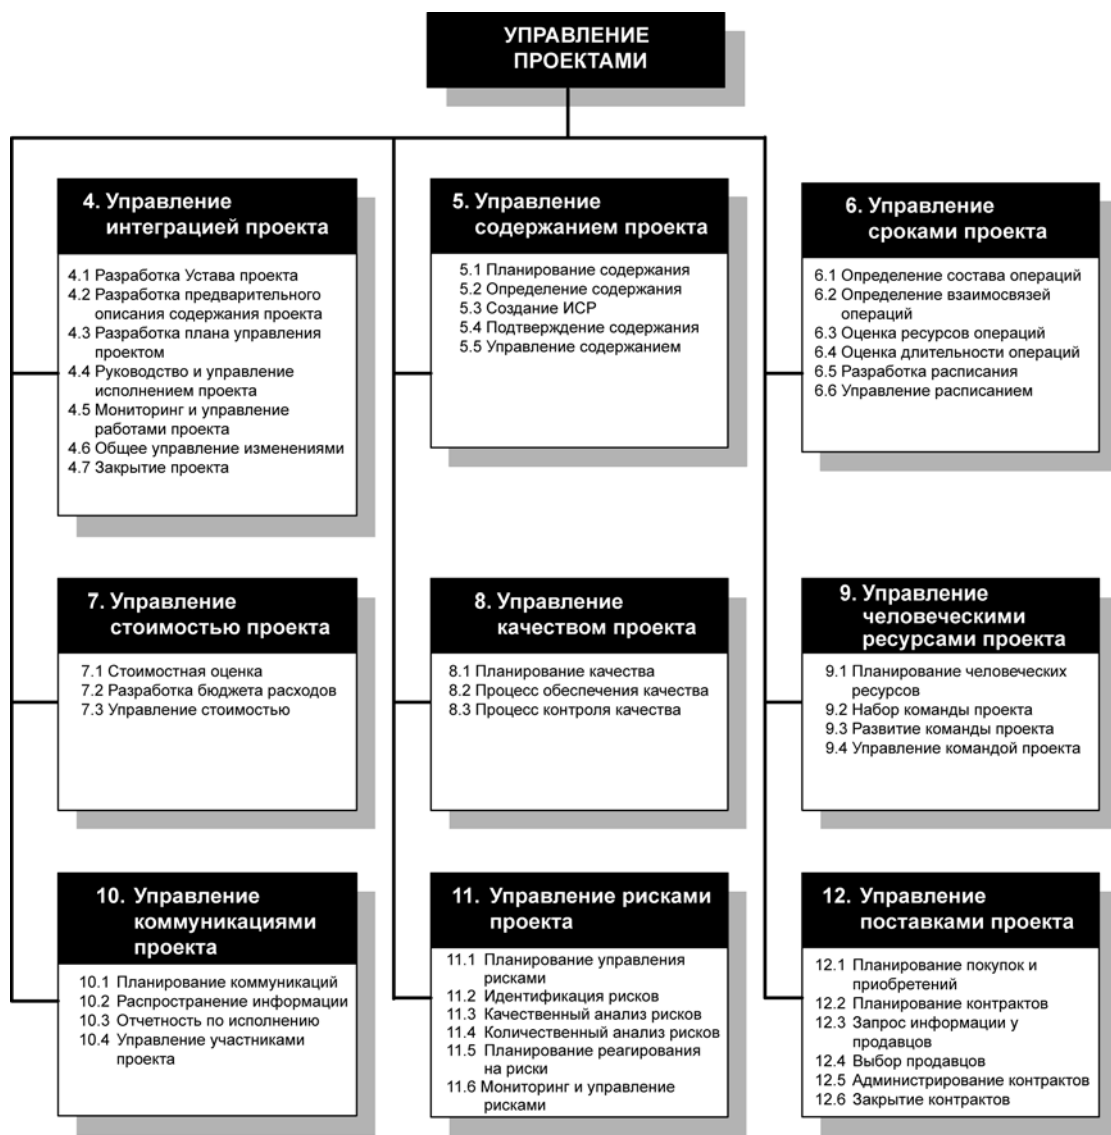 УПРАВЛЕНИЕ
ПРОЕКТАМИ
4. Управление
интеграцией проекта
4.1 Разработка Устава проекта
4.2 Разработка предварительного
описания содержания проекта
4.3 Разработка плана управления
проектом
4.4 Руководство и управление
исполнением проекта
4.5 Мониторинг и управление
работами проекта
4.6 Общее управление изменениями
4.7 Закрытие проекта
5. Управление
содержанием проекта
5.1 Планирование содержания
5.2 Определение содержания
5.3 Создание ИСР
5.4 Подтверждение содержания
5.5 Управление содержанием
6. Управление
сроками проекта
6.1 Определение состава операций
6.2 Определение взаимосвязей
операций
6.3 Оценка ресурсов операций
6.4 Оценка длительности операций
6.5 Разработка расписания
6.6 Управление расписанием
7. Управление
стоимостью проекта
7.1 Стоимостная оценка
7.2 Разработка бюджета расходов
7.3 Управление стоимостью
8. Управление
качеством проекта
8.1 Планирование качества
8.2 Процесс обеспечения качества
8.3 Процесс контроля качества
9. Управление
человеческими
ресурсами проекта
9.1 Планирование человеческих
ресурсов
9.2 Набор команды проекта
9.3 Развитие команды проекта
9.4 Управление командой проекта
10. Управление
коммуникациями
проекта
10.1 Планирование коммуникаций
10.2 Распространение информации
10.3 Отчетность по исполнению
10.4 Управление участниками
проекта
11. Управление рисками
проекта
11.1 Планирование управления
рисками
11.2 Идентификация рисков
11.3 Качественный анализ рисков
11.4 Количественный анализ рисков
11.5 Планирование реагирования
на риски
11.6 Мониторинг и управление
рисками
12. Управление
поставками проекта
12.1 Планирование покупок и
приобретений
12.2 Планирование контрактов
12.3 Запрос информации у
продавцов
12.4 Выбор продавцов
12.5 Администрирование контрактов
12.6 Закрытие контрактов